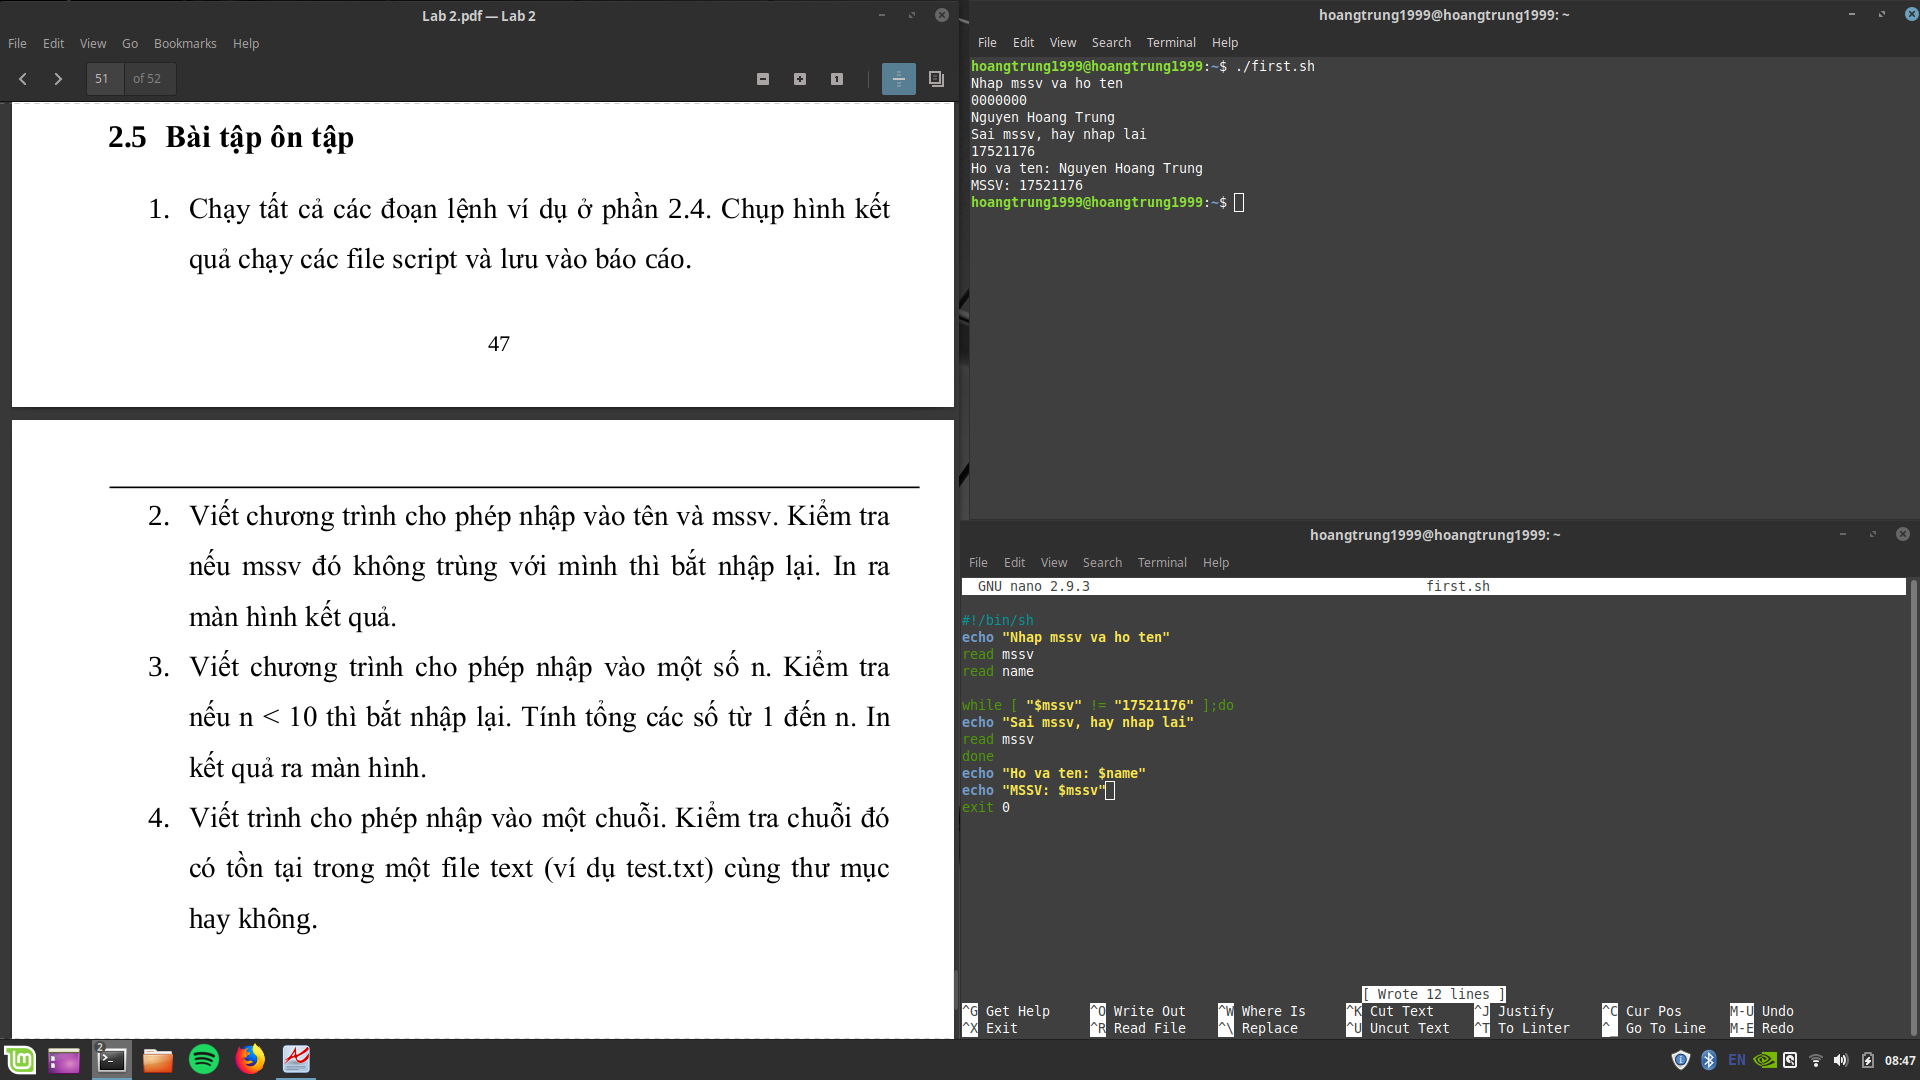 Lab 2.pdf — Lab 2
File Edit View Go Bookmarks Help
51 of 52
2.5 Bài tập ôn tập
1. Chạy tất cả các đoạn lệnh ví dụ ở phần 2.4. Chụp hình kết
quả chạy các file script và lưu vào báo cáo.
47
2. Viết chương trình cho phép nhập vào tên và mssv. Kiểm tra
nếu mssv đó không trùng với mình thì bắt nhập lại. In ra
màn hình kết quả.
3. Viết chương trình cho phép nhập vào một số n. Kiểm tra
nếu n < 10 thì bắt nhập lại. Tính tổng các số từ 1 đến n. In
kết quả ra màn hình.
4. Viết trình cho phép nhập vào một chuỗi. Kiểm tra chuỗi đó
có tồn tại trong một file text (ví dụ test.txt) cùng thư mục
hay không.
hoangtrung1999@hoangtrung1999: ~
File Edit View Search Terminal Help
hoangtrung1999@hoangtrung1999:~$ ./first.sh
Nhap mssv va ho ten
0000000
Nguyen Hoang Trung
Sai mssv, hay nhap lai
17521176
Ho va ten: Nguyen Hoang Trung
MSSV: 17521176
hoangtrung1999@hoangtrung1999:~$
hoangtrung1999@hoangtrung1999: ~
File Edit View Search Terminal Help
GNU nano 2.9.3 first.sh
#!/bin/sh
echo "Nhap mssv va ho ten"
read mssv
read name
while [ "$mssv" != "17521176" ];do
echo "Sai mssv, hay nhap lai"
read mssv
done
echo "Ho va ten: $name"
echo "MSSV: $mssv"
exit 0
[ Wrote 12 lines ]
^G Get Help ^O Write Out ^W Where Is ^K Cut Text ^J Justify ^C Cur Pos M-U Undo
^X Exit ^R Read File ^\ Replace ^U Uncut Text ^T To Linter ^_ Go To Line M-E Redo
2
EN 08:47